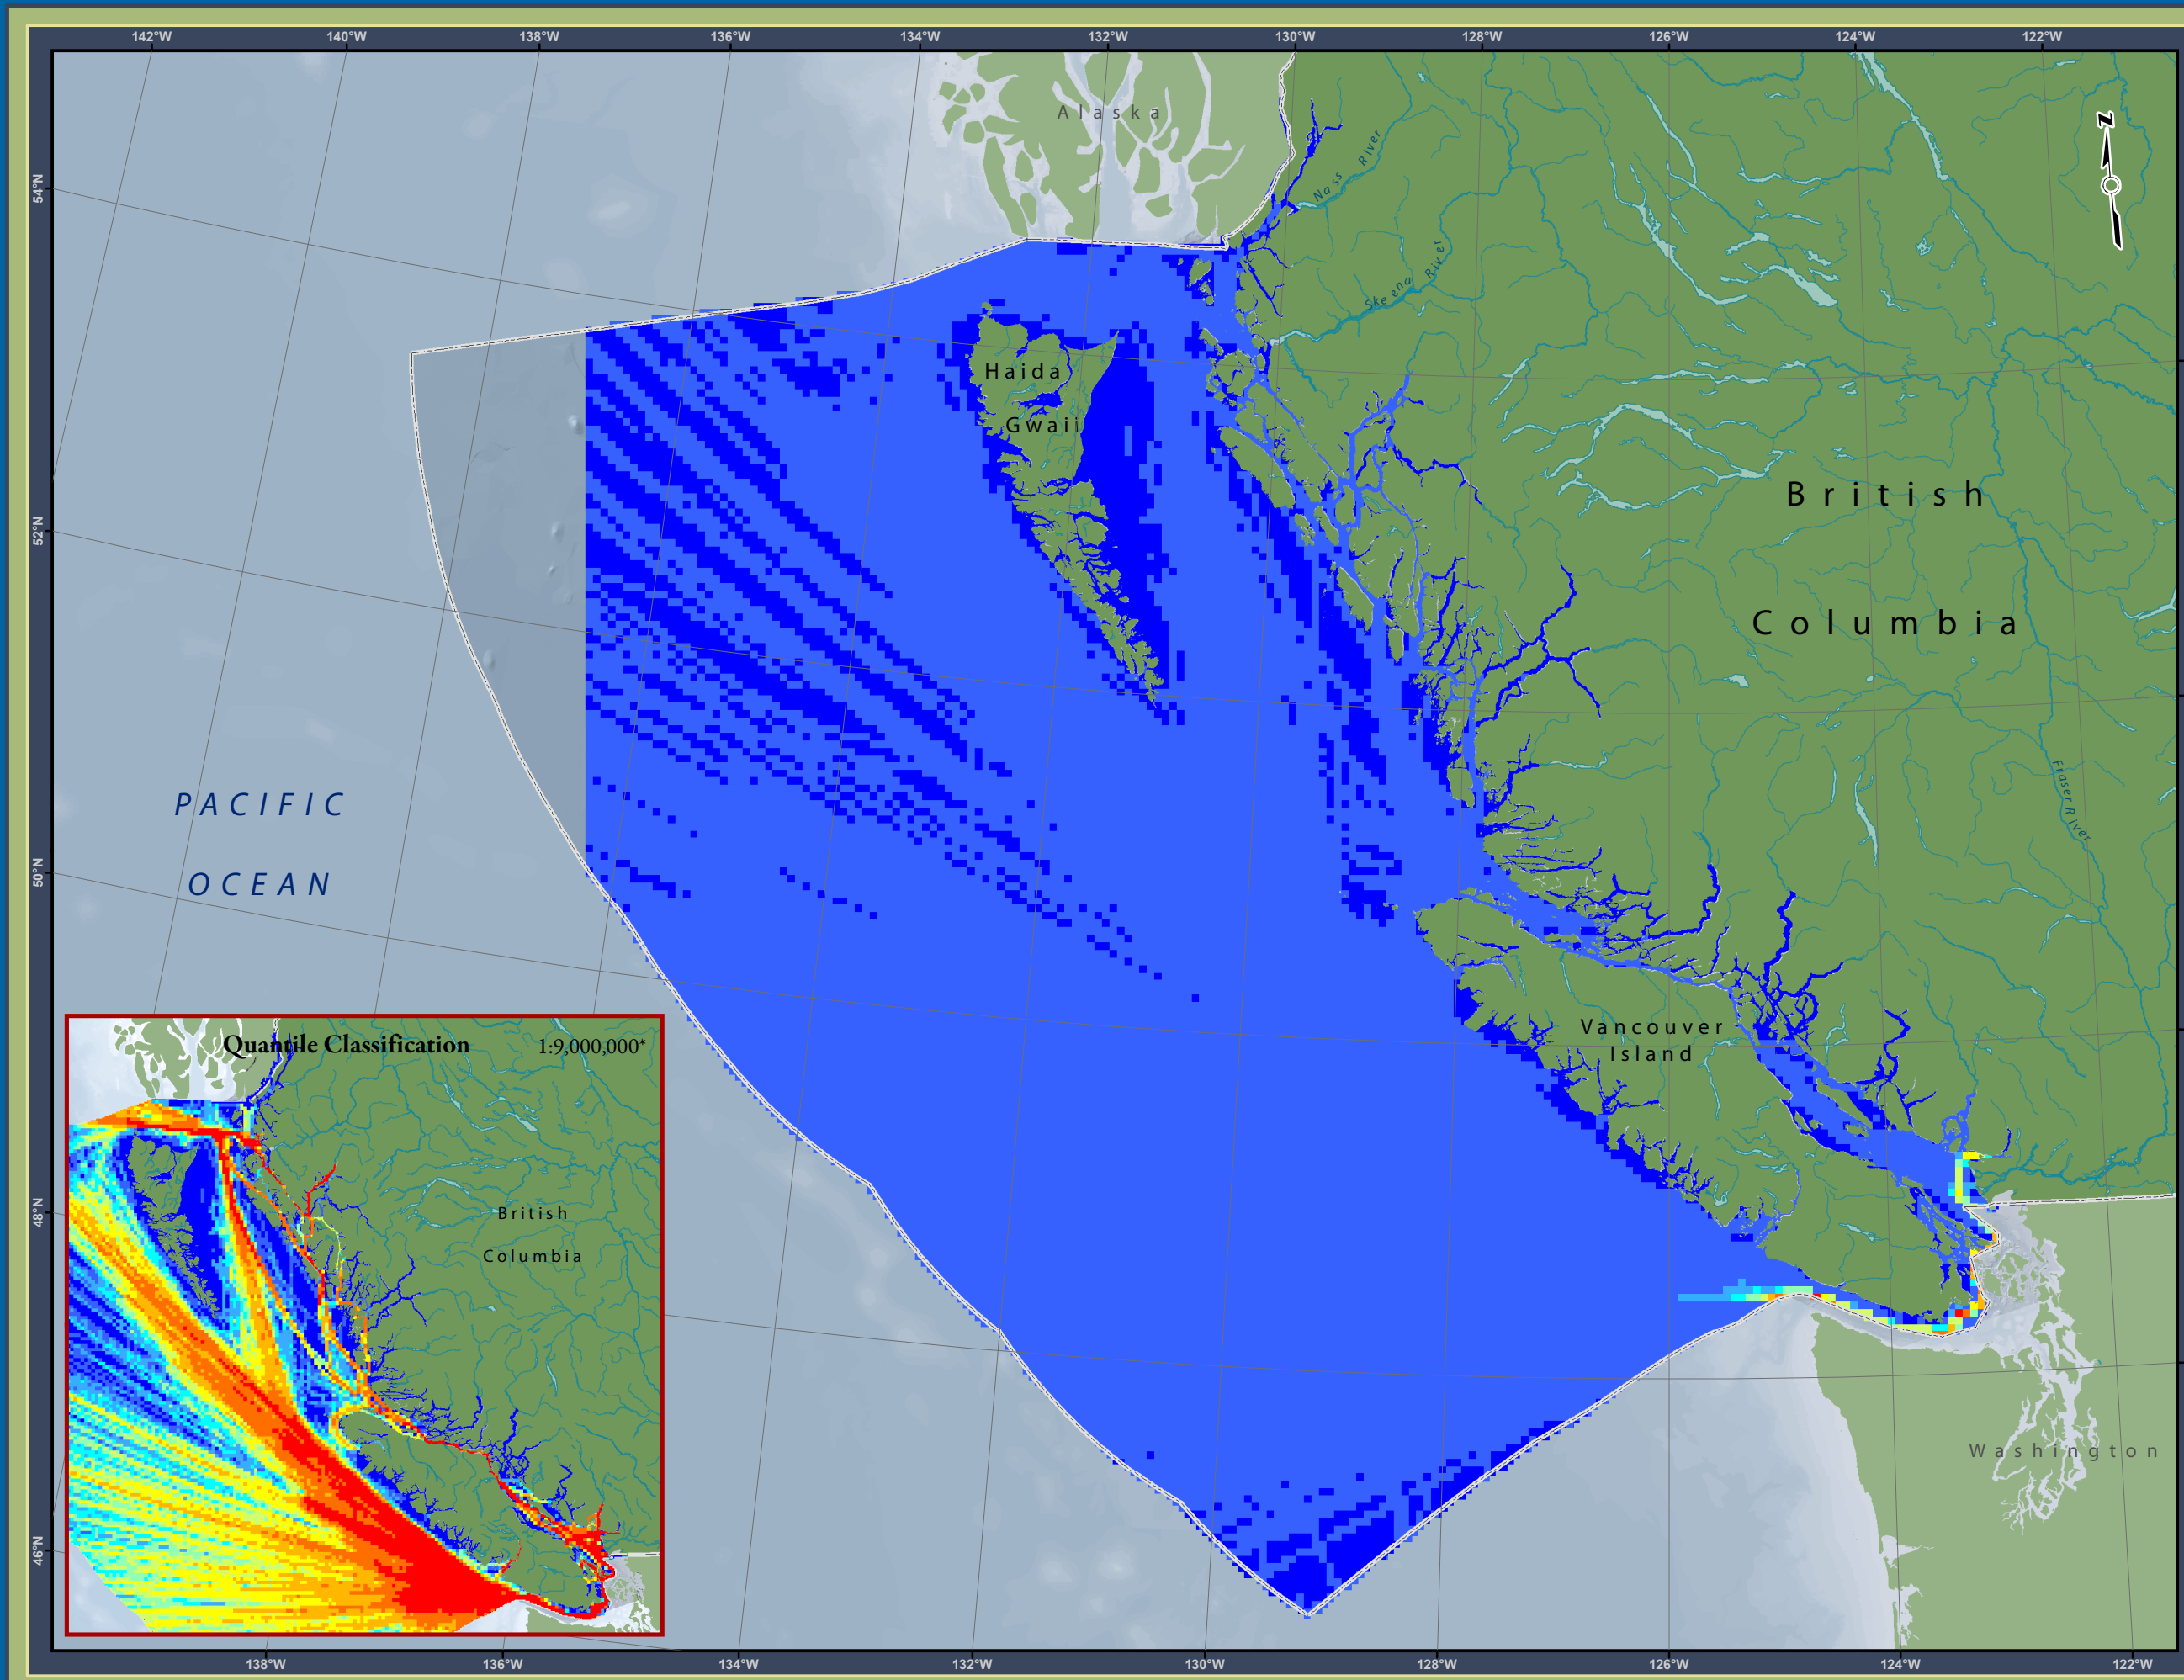 142°W 140°W 138°W 136°W 134°W 132°W 130°W 128°W 126°W 124°W 122°W
Alaska
N
54°N
Nass River
Skeena River
Haida
Gwaii
British
Columbia
52°N
Fraser River
PACIFIC
OCEAN
50°N
Vancouver
Island
Quantile Classification 1:9,000,000*
British
Columbia
48°N
Washington
46°N
138°W 136°W 134°W 132°W 130°W 128°W 126°W 124°W 122°W